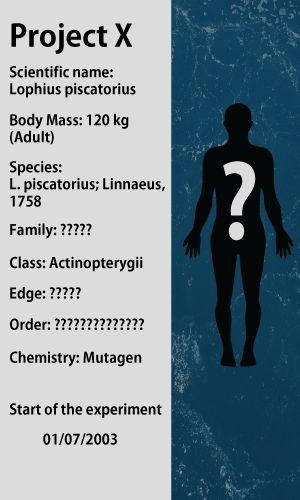 Project X
Scientific name:
Lophius piscatorius
Body Mass: 120 kg
(Adult)
Species:
L. piscatorius; Linnaeus,
1758
Family: ?????
Class: Actinopterygii
Edge: ?????
Order: ??????????????
Chemistry: Mutagen
Start of the experiment
01/07/2003
?